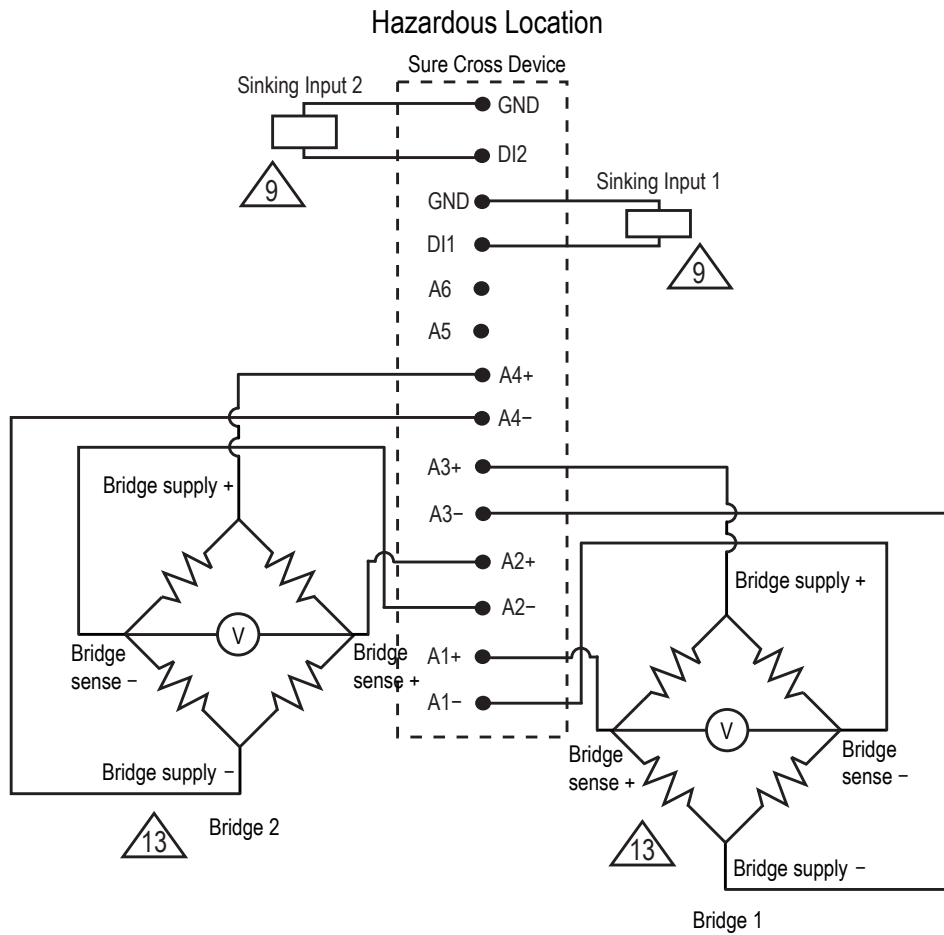 Hazardous Location
Sure Cross Device
Sinking Input 2
GND
DI2
9
Sinking Input 1
GND
DI1
9
A6
A5
A4+
A4−
A3+
A3−
A2+
A2−
A1+
A1−
Bridge supply +
V
Bridge
sense −
Bridge
sense +
Bridge supply −
13
Bridge 2
Bridge supply +
V
Bridge
sense +
Bridge
sense −
13
Bridge supply −
Bridge 1